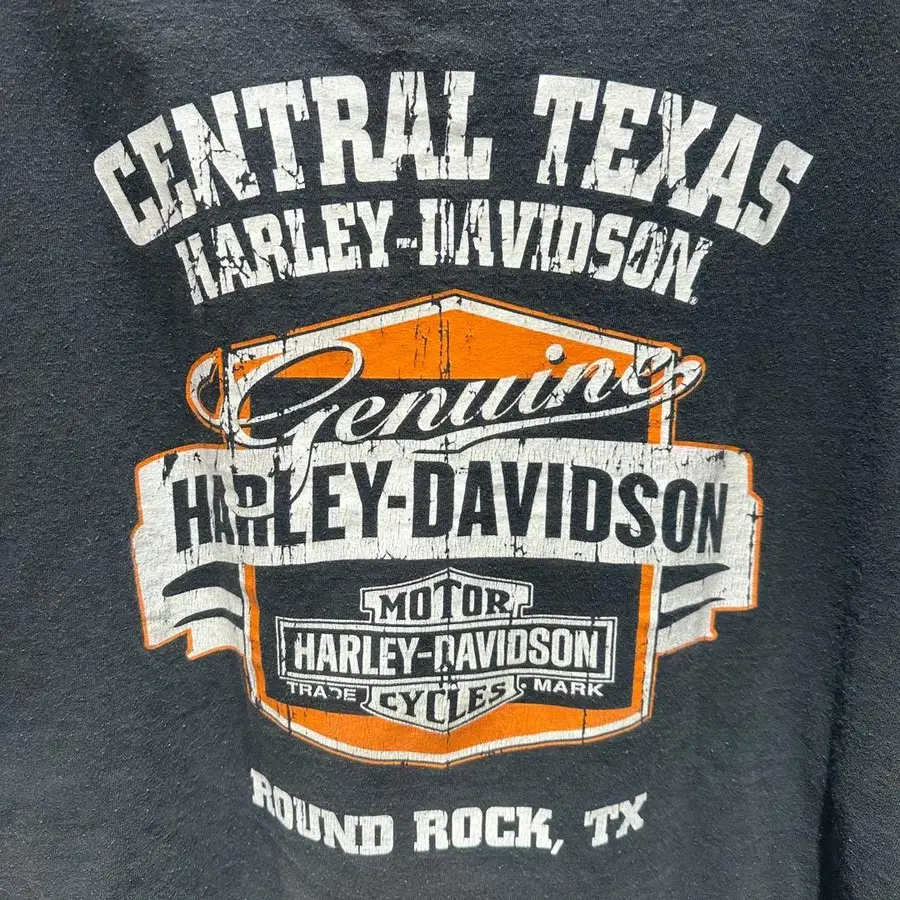 CENTRAL TEXAS
HARLEY-DAVIDSON
Genuine
HARLEY-DAVIDSON
MOTOR
HARLEY-DAVIDSON
TRADE CYCLES MARK
ROUND ROCK, TX